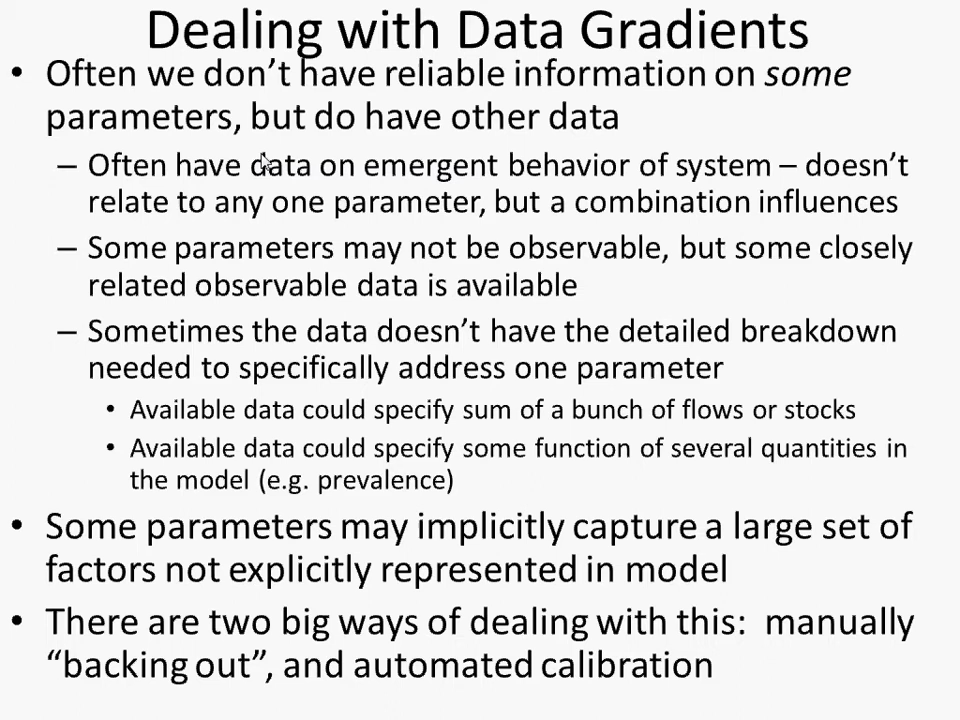 Dealing with Data Gradients
• Often we don't have reliable information on some
parameters, but do have other data
– Often have data on emergent behavior of system – doesn't
relate to any one parameter, but a combination influences
– Some parameters may not be observable, but some closely
related observable data is available
– Sometimes the data doesn't have the detailed breakdown
needed to specifically address one parameter
• Available data could specify sum of a bunch of flows or stocks
• Available data could specify some function of several quantities in
the model (e.g. prevalence)
• Some parameters may implicitly capture a large set of
factors not explicitly represented in model
• There are two big ways of dealing with this:  manually
“backing out”, and automated calibration